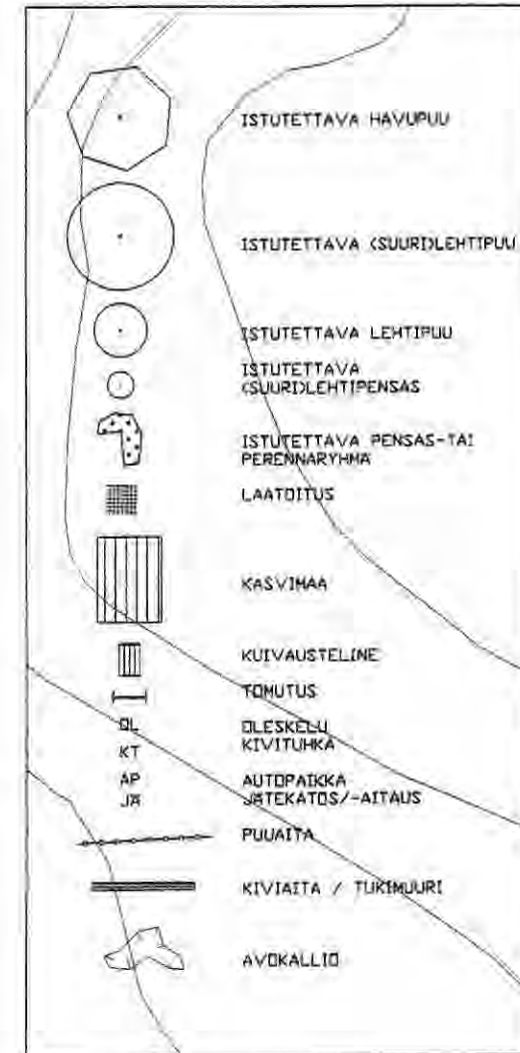 ISTUTETTAVA HAVUPUU
ISTUTETTAVA (SUURI)LEHTIPUU
ISTUTETTAVA LEHTIPUU
ISTUTETTAVA
(SUURI)LEHTIPENSAS
ISTUTETTAVA PENSAS-TAI
PERENNARYHMÄ
LAATOITUS
KASVIMAA
KUIVAUSTELINE
TOMUTUS
OL OLESKELU
KT KIVITUHKA
AP AUTOPAIKKA
JÄ JÄTEKATOS/-AITAUS
PUUAITA
KIVIAITA / TUKIMUURI
AVOKALLIO